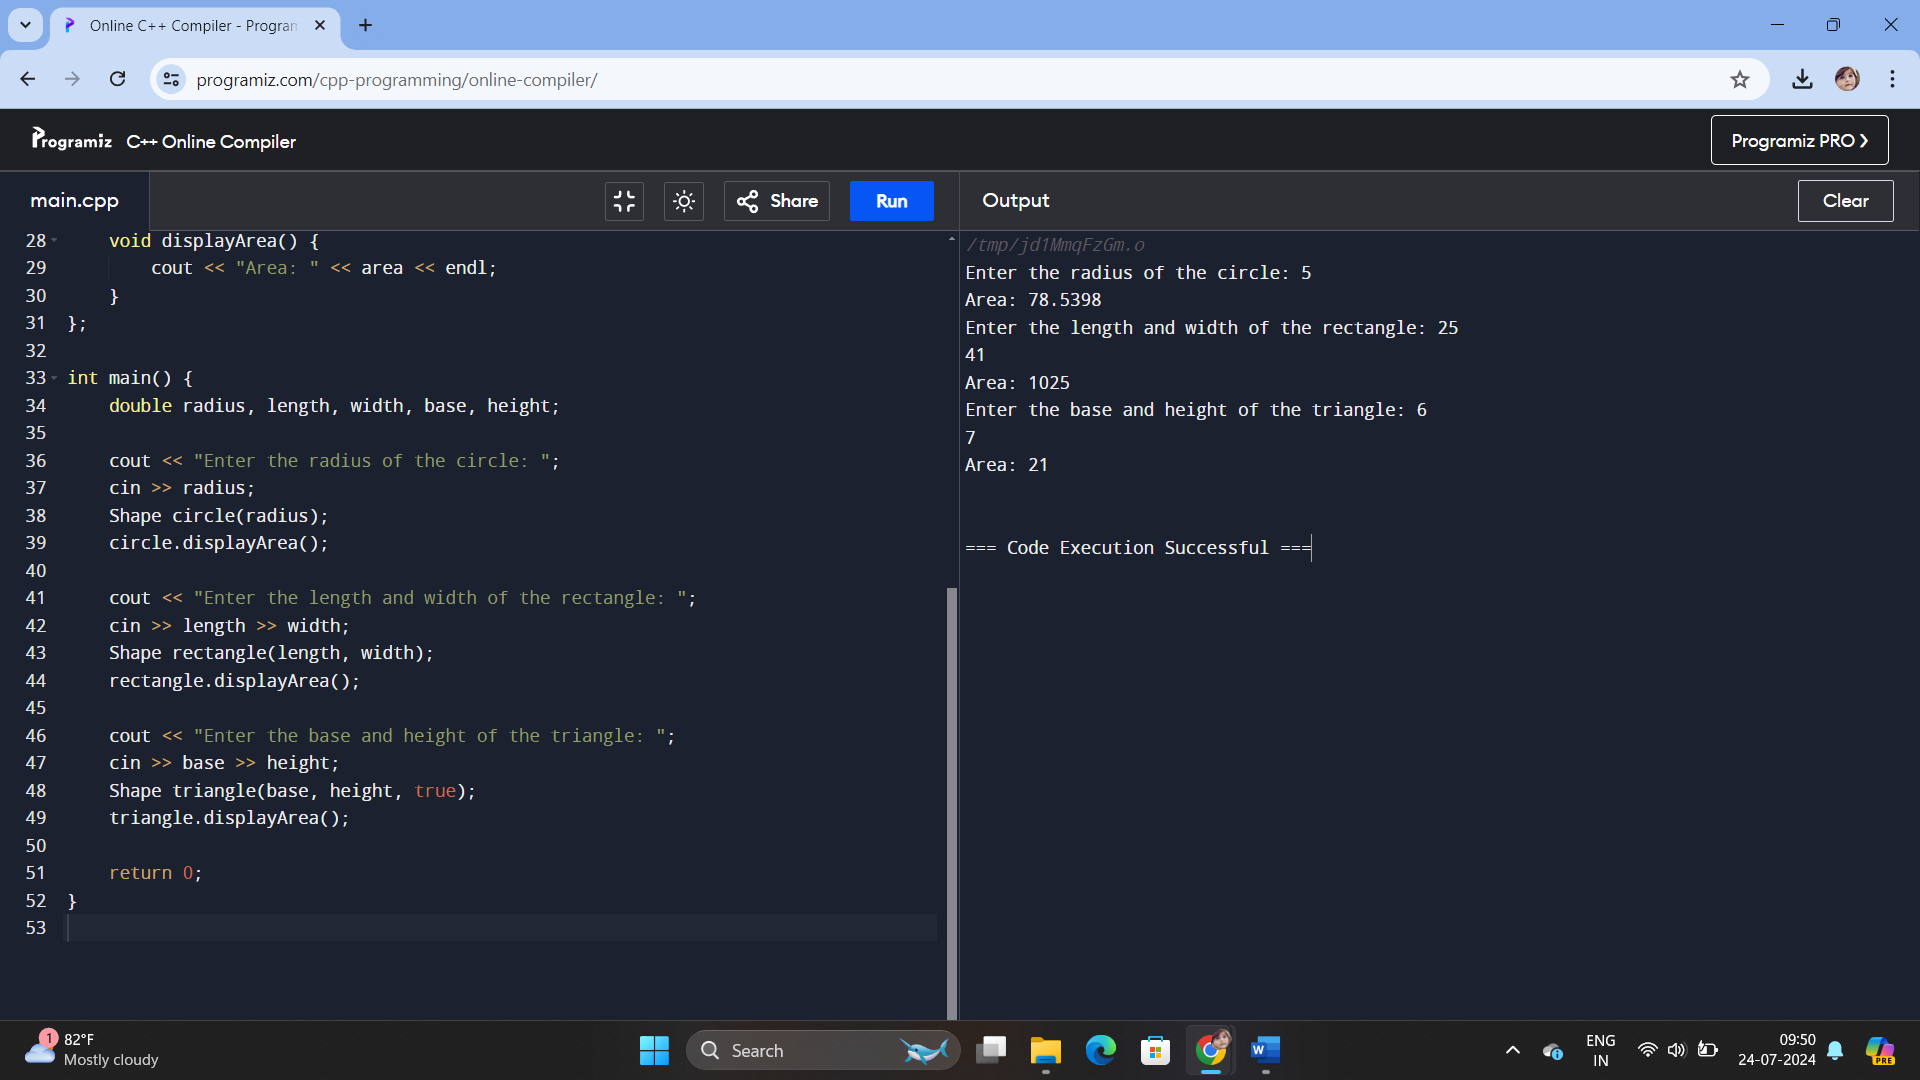 Online C++ Compiler - Program
programiz.com/cpp-programming/online-compiler/
Programiz C++ Online Compiler
Programiz PRO ❯
main.cpp
Share
Run
Output
Clear
28 void displayArea() {
29 cout << "Area: " << area << endl;
30 }
31 };
32
33 int main() {
34 double radius, length, width, base, height;
35
36 cout << "Enter the radius of the circle: ";
37 cin >> radius;
38 Shape circle(radius);
39 circle.displayArea();
40
41 cout << "Enter the length and width of the rectangle: ";
42 cin >> length >> width;
43 Shape rectangle(length, width);
44 rectangle.displayArea();
45
46 cout << "Enter the base and height of the triangle: ";
47 cin >> base >> height;
48 Shape triangle(base, height, true);
49 triangle.displayArea();
50
51 return 0;
52 }
53
/tmp/jd1MmqFzGm.o
Enter the radius of the circle: 5
Area: 78.5398
Enter the length and width of the rectangle: 25
41
Area: 1025
Enter the base and height of the triangle: 6
7
Area: 21
=== Code Execution Successful ===
1
82°F
Mostly cloudy
Search
W
PRE
ENG
IN
09:50
24-07-2024